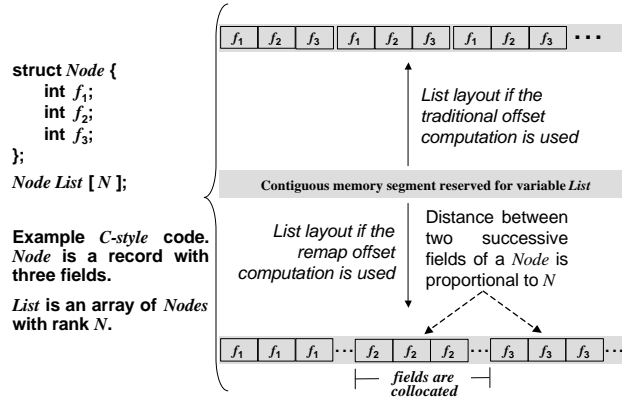 f1 f2 f3 f1 f2 f3 f1 f2 f3 ...
struct Node {
int f1;
int f2;
int f3;
};
Node List [ N ];
List layout if the
traditional offset
computation is used
Contiguous memory segment reserved for variable List
Example C-style code.
Node is a record with
three fields.
List is an array of Nodes
with rank N.
List layout if the
remap offset
computation is used
Distance between
two successive
fields of a Node is
proportional to N
f1 f1 f1 ... f2 f2 f2 ... f3 f3 f3 ...
fields are
collocated